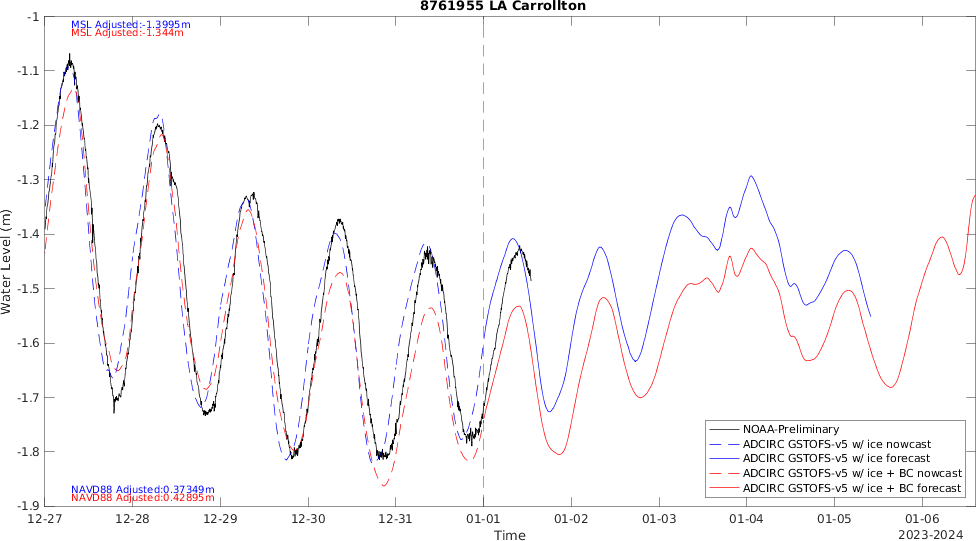 8761955 LA Carrollton
MSL Adjusted:-1.3995m
MSL Adjusted:-1.344m
-1
-1.1
-1.2
-1.3
-1.4
-1.5
-1.6
-1.7
-1.8
-1.9
Water Level (m)
NOAA-Preliminary
ADCIRC GSTOFS-v5 w/ ice nowcast
ADCIRC GSTOFS-v5 w/ ice forecast
ADCIRC GSTOFS-v5 w/ ice + BC nowcast
ADCIRC GSTOFS-v5 w/ ice + BC forecast
NAVD88 Adjusted:0.37349m
NAVD88 Adjusted:0.42895m
12-27 12-28 12-29 12-30 12-31 01-01 01-02 01-03 01-04 01-05 01-06
Time
2023-2024